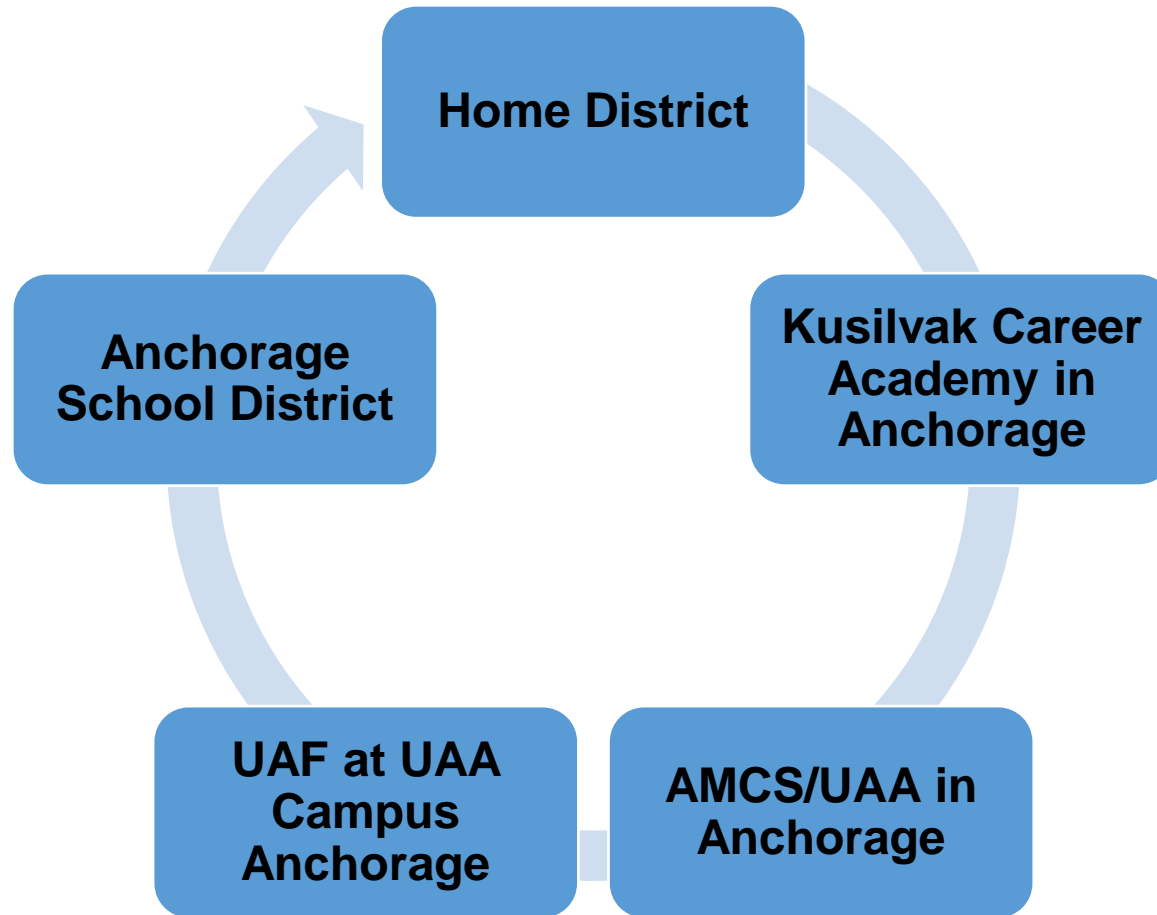 Home District
Kusilvak Career
Academy in
Anchorage
AMCS/UAA in
Anchorage
UAF at UAA
Campus
Anchorage
Anchorage
School District